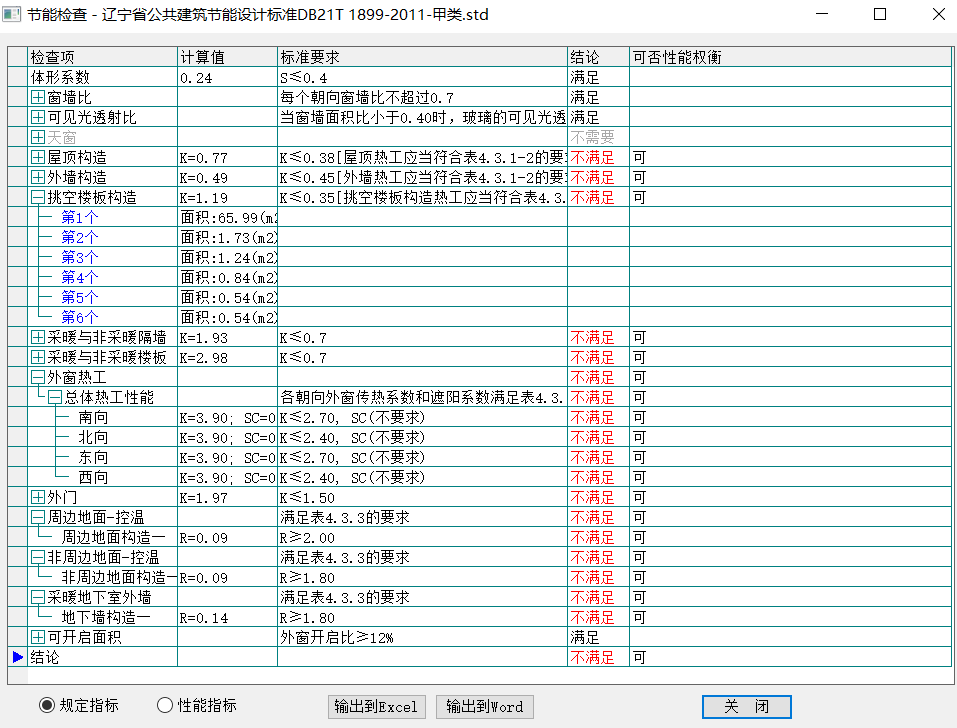 节能检查 - 辽宁省公共建筑节能设计标准DB21T 1899-2011-甲类.std
检查项 计算值 标准要求 结论 可否性能权衡
体形系数 0.24 S≤0.4 满足
窗墙比 每个朝向窗墙比不超过0.7 满足
可见光透射比 当窗墙面积比小于0.40时，玻璃的可见光透 满足
天窗 不需要
屋顶构造 K=0.77 K≤0.38[屋顶热工应当符合表4.3.1-2的要 不满足 可
外墙构造 K=0.49 K≤0.45[外墙热工应当符合表4.3.1-2的要 不满足 可
挑空楼板构造 K=1.19 K≤0.35[挑空楼板构造热工应当符合表4.3. 不满足 可
第1个 面积:65.99(m2
第2个 面积:1.73(m2)
第3个 面积:1.24(m2)
第4个 面积:0.84(m2)
第5个 面积:0.54(m2)
第6个 面积:0.54(m2)
采暖与非采暖隔墙 K=1.93 K≤0.7 不满足 可
采暖与非采暖楼板 K=2.98 K≤0.7 不满足 可
外窗热工 不满足 可
总体热工性能 各朝向外窗传热系数和遮阳系数满足表4.3. 不满足 可
南向 K=3.90; SC=0 K≤2.70, SC(不要求) 不满足 可
北向 K=3.90; SC=0 K≤2.40, SC(不要求) 不满足 可
东向 K=3.90; SC=0 K≤2.70, SC(不要求) 不满足 可
西向 K=3.90; SC=0 K≤2.40, SC(不要求) 不满足 可
外门 K=1.97 K≤1.50 不满足 可
周边地面-控温 满足表4.3.3的要求 不满足 可
周边地面构造一 R=0.09 R≥2.00 不满足 可
非周边地面-控温 满足表4.3.3的要求 不满足 可
非周边地面构造一 R=0.09 R≥1.80 不满足 可
采暖地下室外墙 满足表4.3.3的要求 不满足 可
地下墙构造一 R=0.14 R≥1.80 不满足 可
可开启面积 外窗开启比≥12% 满足
结论 不满足 可
规定指标 性能指标 输出到Excel 输出到Word 关 闭